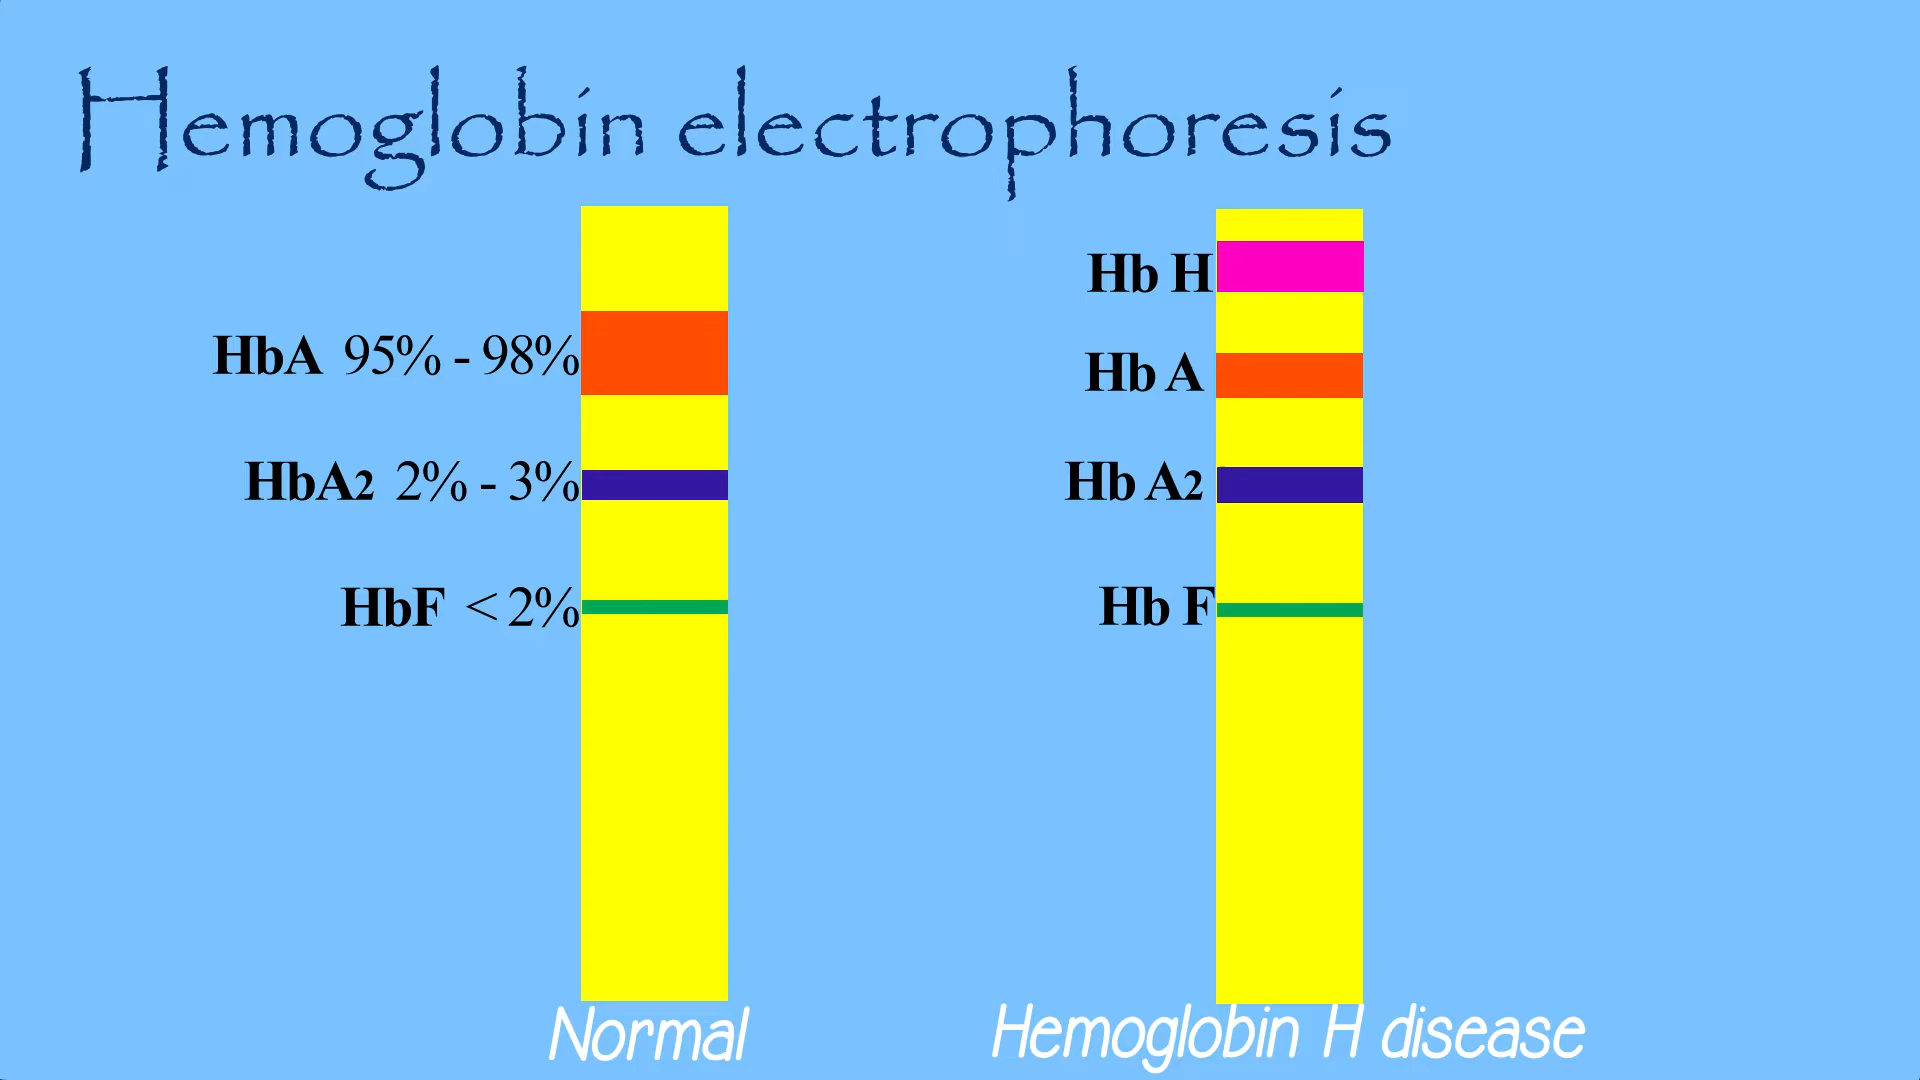 Hemoglobin electrophoresis
HbA 95% - 98%
HbA2 2% - 3%
HbF < 2%
Normal
Hb H
Hb A
Hb A2
Hb F
Hemoglobin H disease